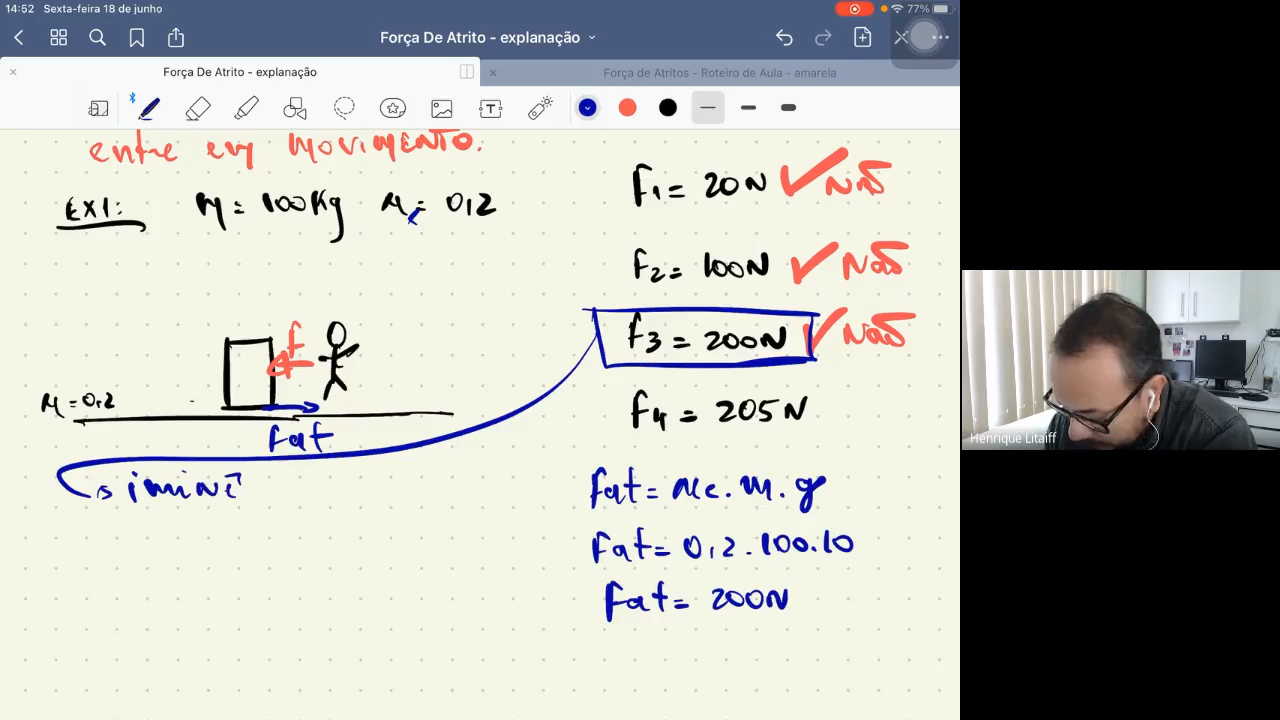 14:52 Sexta-feira 18 de junho
77%
Força De Atrito - explanação
Força De Atrito - explanação
Força de Atritos - Roteiro de Aula - amarela
entre em movimento.
EX1: M = 100Kg μe = 0,2
F1 = 20N ✓ Não
F2 = 100N ✓ Não
F3 = 200N ✓ Não
F4 = 205N
F
μ = 0,2
Fat
iminê
Fat = μe . m . g
Fat = 0,2 . 100 . 10
Fat = 200N
Henrique Litaiff